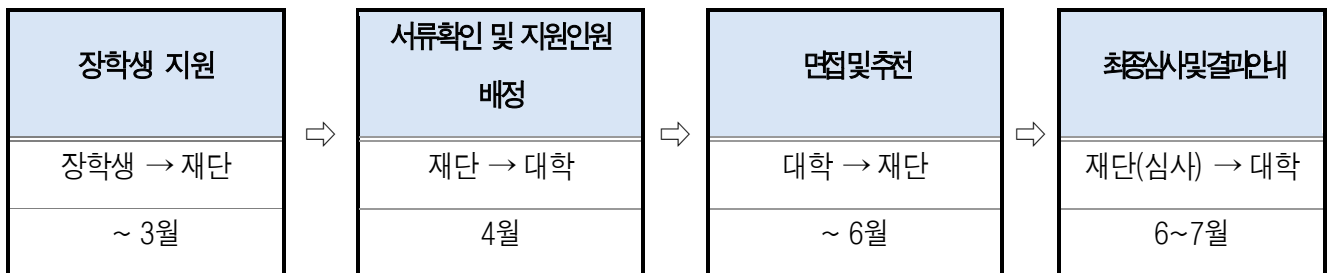 장학생 지원
장학생 → 재단
~ 3월
⇨
서류확인 및 지원인원
배정
재단 → 대학
4월
⇨
면접및추천
대학 → 재단
~ 6월
⇨
최종심사및결과안내
재단(심사) → 대학
6~7월